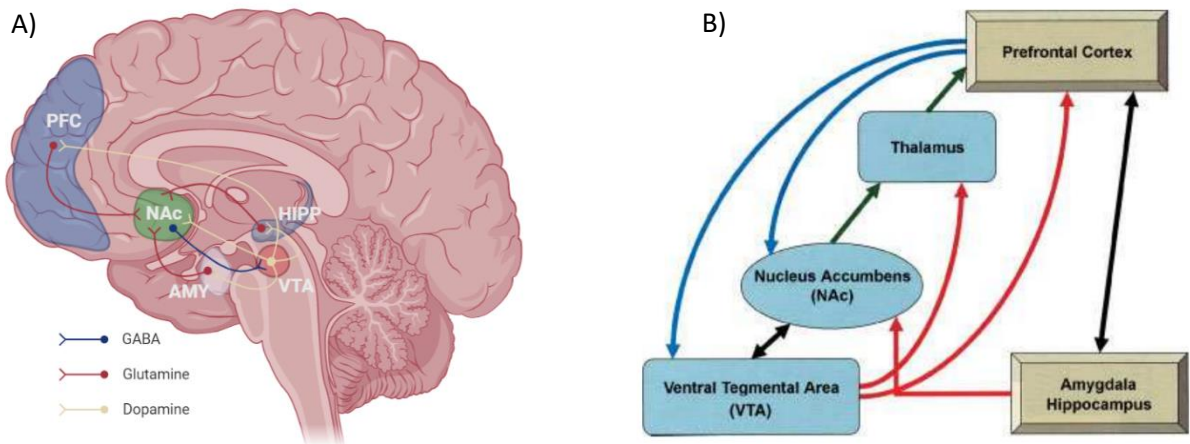 A)
PFC
NAc
HIPP
AMY
VTA
GABA
Glutamine
Dopamine
B)
Prefrontal Cortex
Thalamus
Nucleus Accumbens
(NAc)
Ventral Tegmental Area
(VTA)
Amygdala
Hippocampus